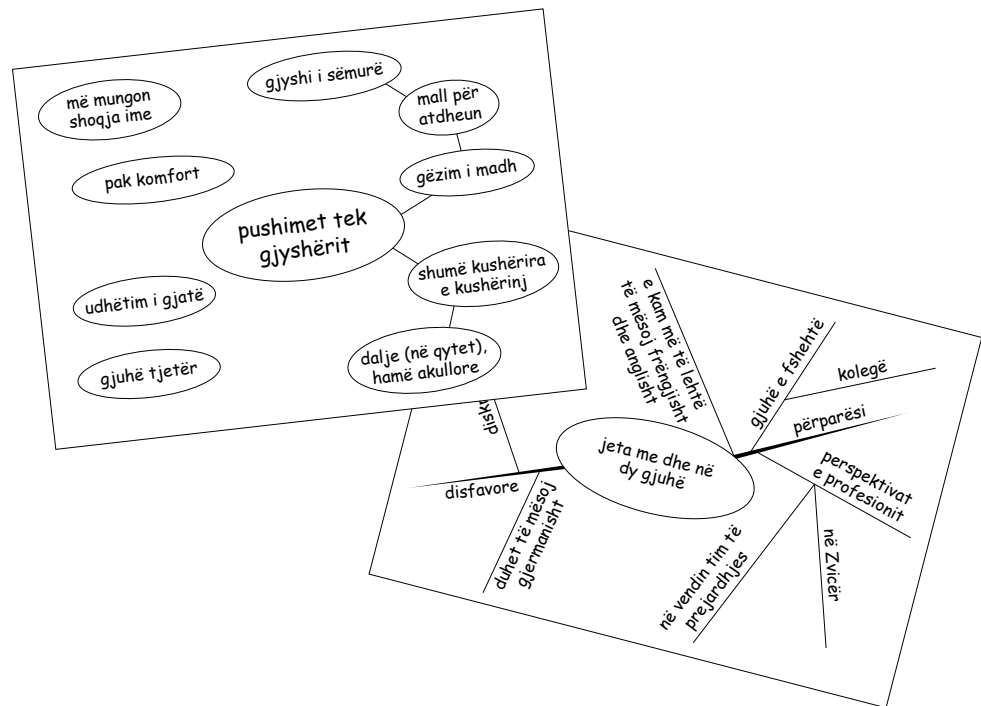 më mungon
shoqja ime
gjyshi i sëmurë
mall për
atdheun
pak komfort
gëzim i madh
pushimet tek
gjyshërit
shumë kushërira
e kushërinj
udhëtim i gjatë
gjuhë tjetër
dalje (në qytet),
hamë akullore
e kam më të lehtë
të mësoj frëngjisht
dhe anglisht
gjuhë e fshehtë
kolegë
përparësi
jeta me dhe në
dy gjuhë
perspektivat
e profesionit
disfavore
duhet të mësoj
gjermanisht
në vendin tim të
prejardhjes
në Zvicër